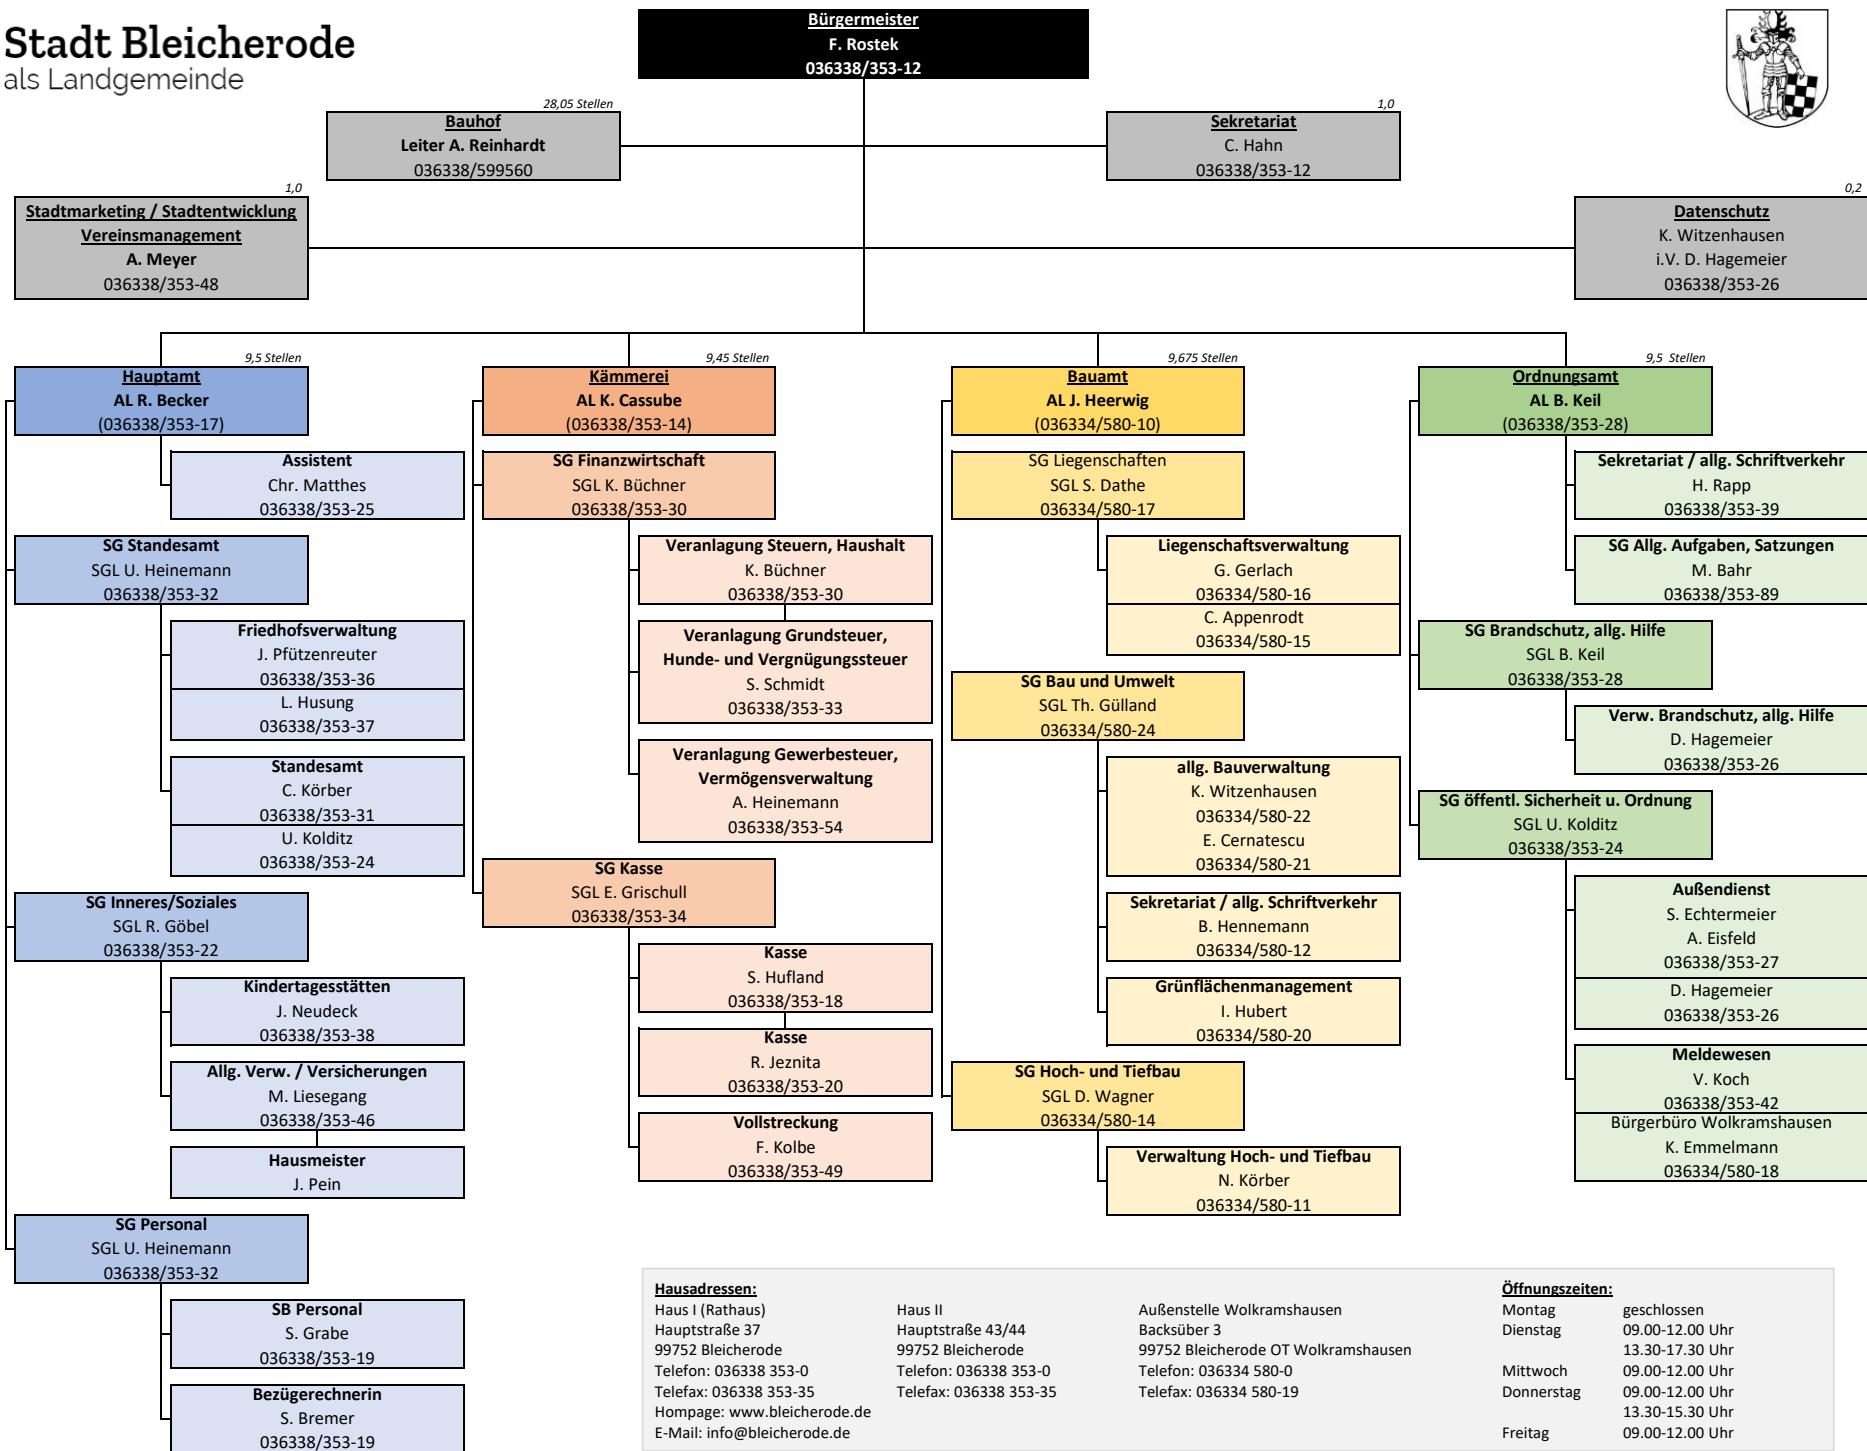 Stadt Bleicherode
als Landgemeinde
Bürgermeister
F. Rostek
036338/353-12
28,05 Stellen
Bauhof
Leiter A. Reinhardt
036338/599560
1,0
Sekretariat
C. Hahn
036338/353-12
1,0
Stadtmarketing / Stadtentwicklung
Vereinsmanagement
A. Meyer
036338/353-48
0,2
Datenschutz
K. Witzenhausen
i.V. D. Hagemeier
036338/353-26
9,5 Stellen
Hauptamt
AL R. Becker
(036338/353-17)
Assistent
Chr. Matthes
036338/353-25
SG Standesamt
SGL U. Heinemann
036338/353-32
Friedhofsverwaltung
J. Pfützenreuter
036338/353-36
L. Husung
036338/353-37
Standesamt
C. Körber
036338/353-31
U. Kolditz
036338/353-24
SG Inneres/Soziales
SGL R. Göbel
036338/353-22
Kindertagesstätten
J. Neudeck
036338/353-38
Allg. Verw. / Versicherungen
M. Liesegang
036338/353-46
Hausmeister
J. Pein
SG Personal
SGL U. Heinemann
036338/353-32
SB Personal
S. Grabe
036338/353-19
Bezügerechnerin
S. Bremer
036338/353-19
9,45 Stellen
Kämmerei
AL K. Cassube
(036338/353-14)
SG Finanzwirtschaft
SGL K. Büchner
036338/353-30
Veranlagung Steuern, Haushalt
K. Büchner
036338/353-30
Veranlagung Grundsteuer,
Hunde- und Vergnügungssteuer
S. Schmidt
036338/353-33
Veranlagung Gewerbesteuer,
Vermögensverwaltung
A. Heinemann
036338/353-54
SG Kasse
SGL E. Grischull
036338/353-34
Kasse
S. Hufland
036338/353-18
Kasse
R. Jeznita
036338/353-20
Vollstreckung
F. Kolbe
036338/353-49
9,675 Stellen
Bauamt
AL J. Heerwig
(036334/580-10)
SG Liegenschaften
SGL S. Dathe
036334/580-17
Liegenschaftsverwaltung
G. Gerlach
036334/580-16
C. Appenrodt
036334/580-15
SG Bau und Umwelt
SGL Th. Gülland
036334/580-24
allg. Bauverwaltung
K. Witzenhausen
036334/580-22
E. Cernatescu
036334/580-21
Sekretariat / allg. Schriftverkehr
B. Hennemann
036334/580-12
Grünflächenmanagement
I. Hubert
036334/580-20
SG Hoch- und Tiefbau
SGL D. Wagner
036334/580-14
Verwaltung Hoch- und Tiefbau
N. Körber
036334/580-11
9,5 Stellen
Ordnungsamt
AL B. Keil
(036338/353-28)
Sekretariat / allg. Schriftverkehr
H. Rapp
036338/353-39
SG Allg. Aufgaben, Satzungen
M. Bahr
036338/353-89
SG Brandschutz, allg. Hilfe
SGL B. Keil
036338/353-28
Verw. Brandschutz, allg. Hilfe
D. Hagemeier
036338/353-26
SG öffentl. Sicherheit u. Ordnung
SGL U. Kolditz
036338/353-24
Außendienst
S. Echtermeier
A. Eisfeld
036338/353-27
D. Hagemeier
036338/353-26
Meldewesen
V. Koch
036338/353-42
Bürgerbüro Wolkramshausen
K. Emmelmann
036334/580-18
Hausadressen:
Haus I (Rathaus)
Hauptstraße 37
99752 Bleicherode
Telefon: 036338 353-0
Telefax: 036338 353-35
Hompage: www.bleicherode.de
E-Mail: info@bleicherode.de
Haus II
Hauptstraße 43/44
99752 Bleicherode
Telefon: 036338 353-0
Telefax: 036338 353-35
Außenstelle Wolkramshausen
Backsüber 3
99752 Bleicherode OT Wolkramshausen
Telefon: 036334 580-0
Telefax: 036334 580-19
Öffnungszeiten:
Montag geschlossen
Dienstag 09.00-12.00 Uhr
13.30-17.30 Uhr
Mittwoch 09.00-12.00 Uhr
Donnerstag 09.00-12.00 Uhr
13.30-15.30 Uhr
Freitag 09.00-12.00 Uhr